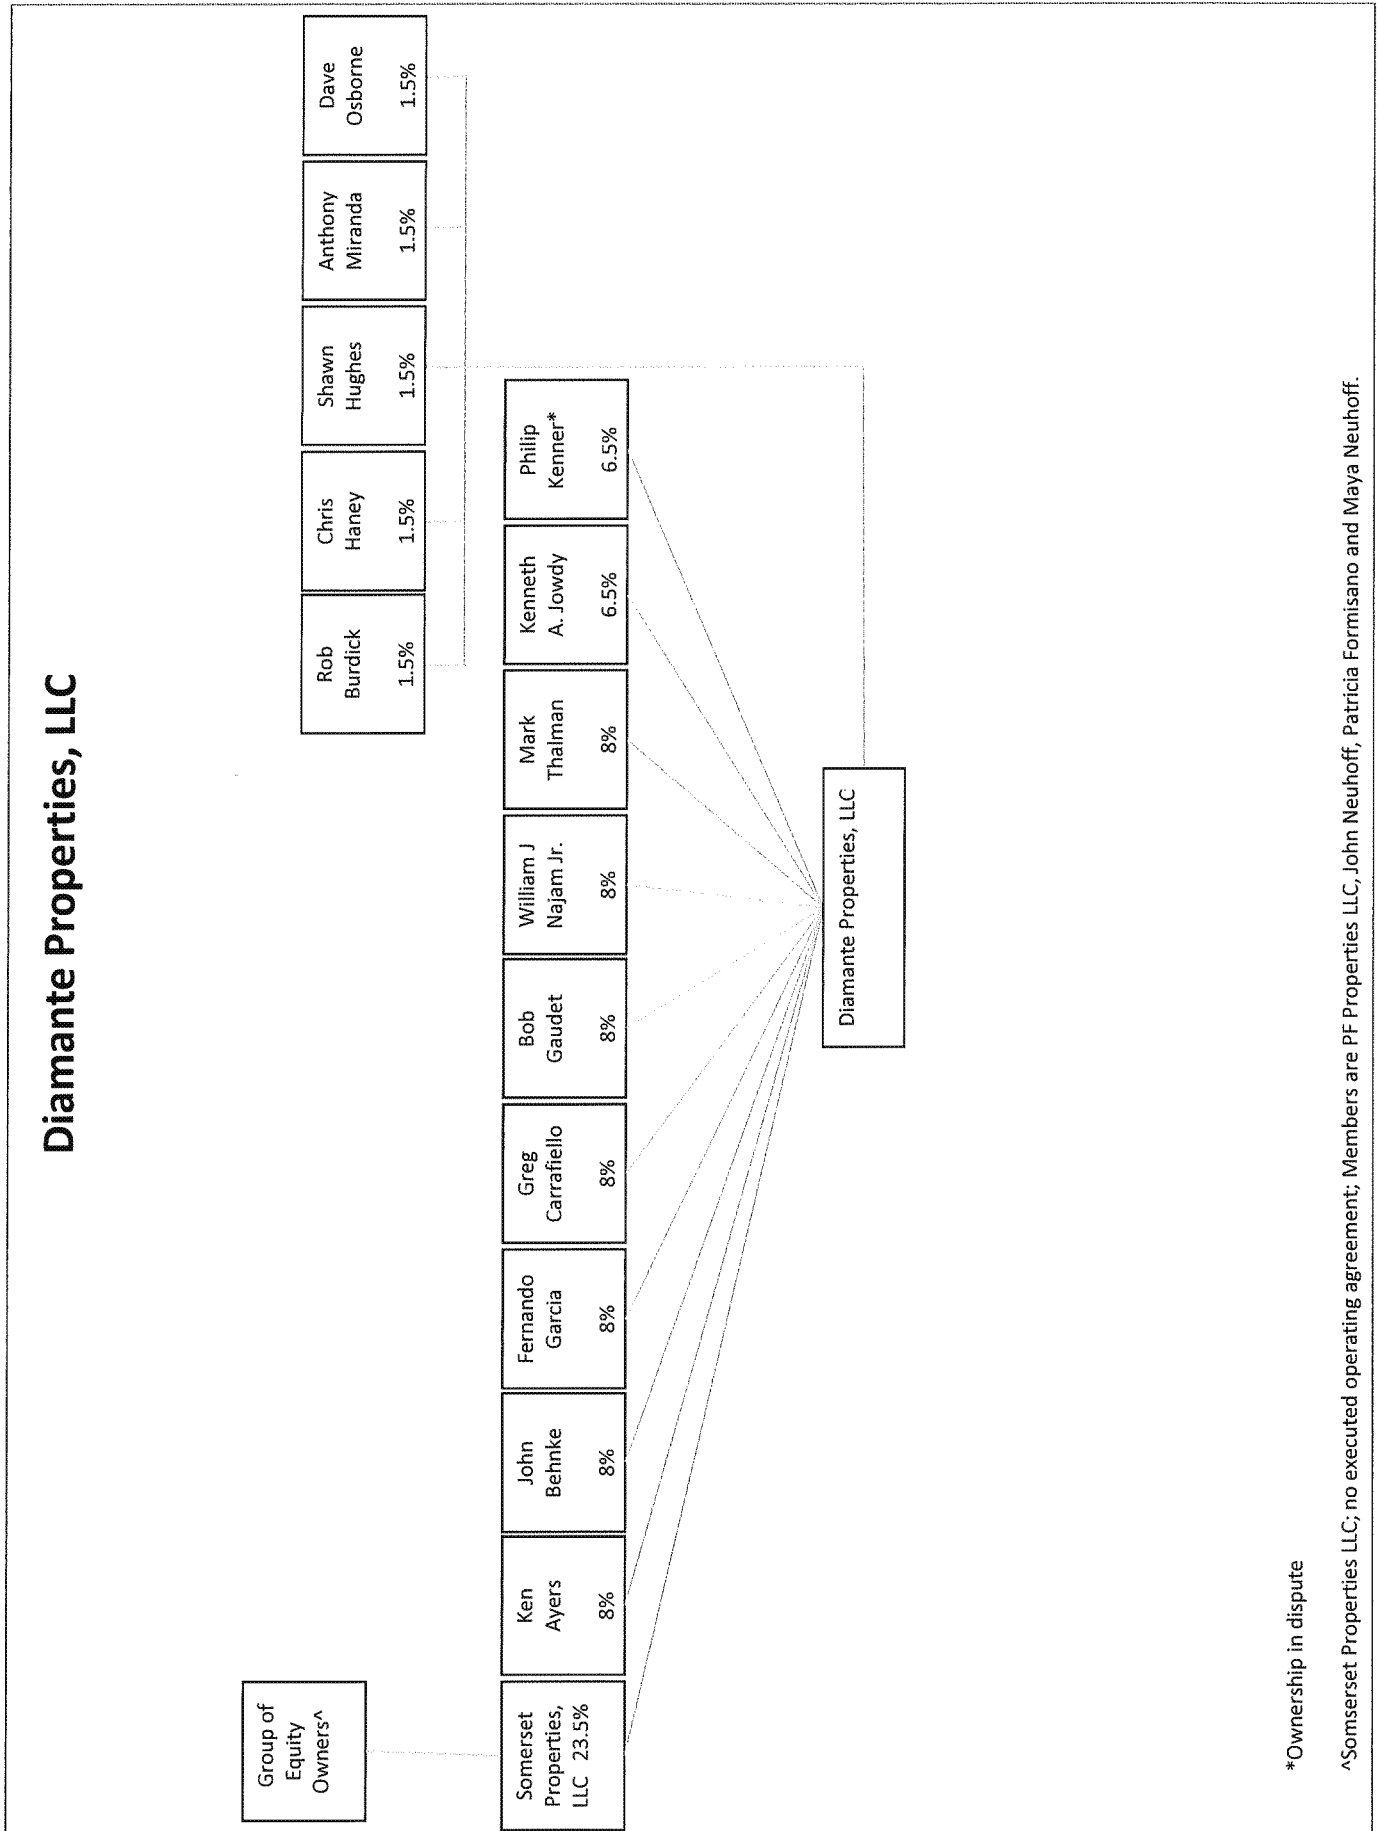 Diamante Properties, LLC
Group of
Equity
Owners^
Rob
Burdick
1.5%
Chris
Haney
1.5%
Shawn
Hughes
1.5%
Anthony
Miranda
1.5%
Dave
Osborne
1.5%
Somerset
Properties,
LLC 23.5%
Ken
Ayers
8%
John
Behnke
8%
Fernando
Garcia
8%
Greg
Carrafiello
8%
Bob
Gaudet
8%
William J
Najam Jr.
8%
Mark
Thalman
8%
Kenneth
A. Jowdy
6.5%
Philip
Kenner*
6.5%
Diamante Properties, LLC
*Ownership in dispute
^Somserset Properties LLC; no executed operating agreement; Members are PF Properties LLC, John Neuhoff, Patricia Formisano and Maya Neuhoff.